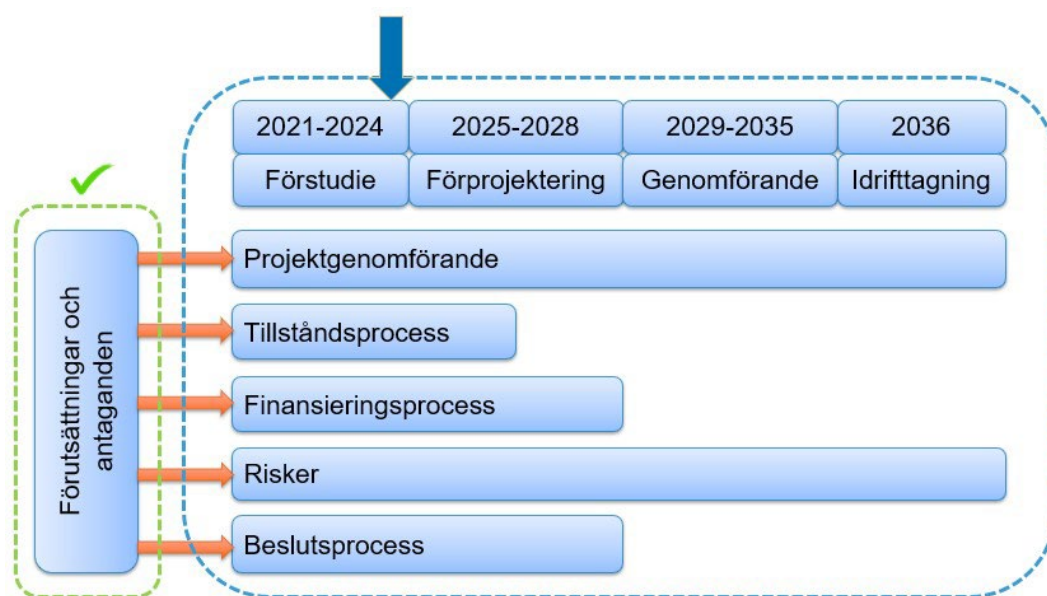 2021-2024
2025-2028
2029-2035
2036
Förstudie
Förprojektering
Genomförande
Idrifttagning
Förutsättningar och
antaganden
Projektgenomförande
Tillståndsprocess
Finansieringsprocess
Risker
Beslutsprocess